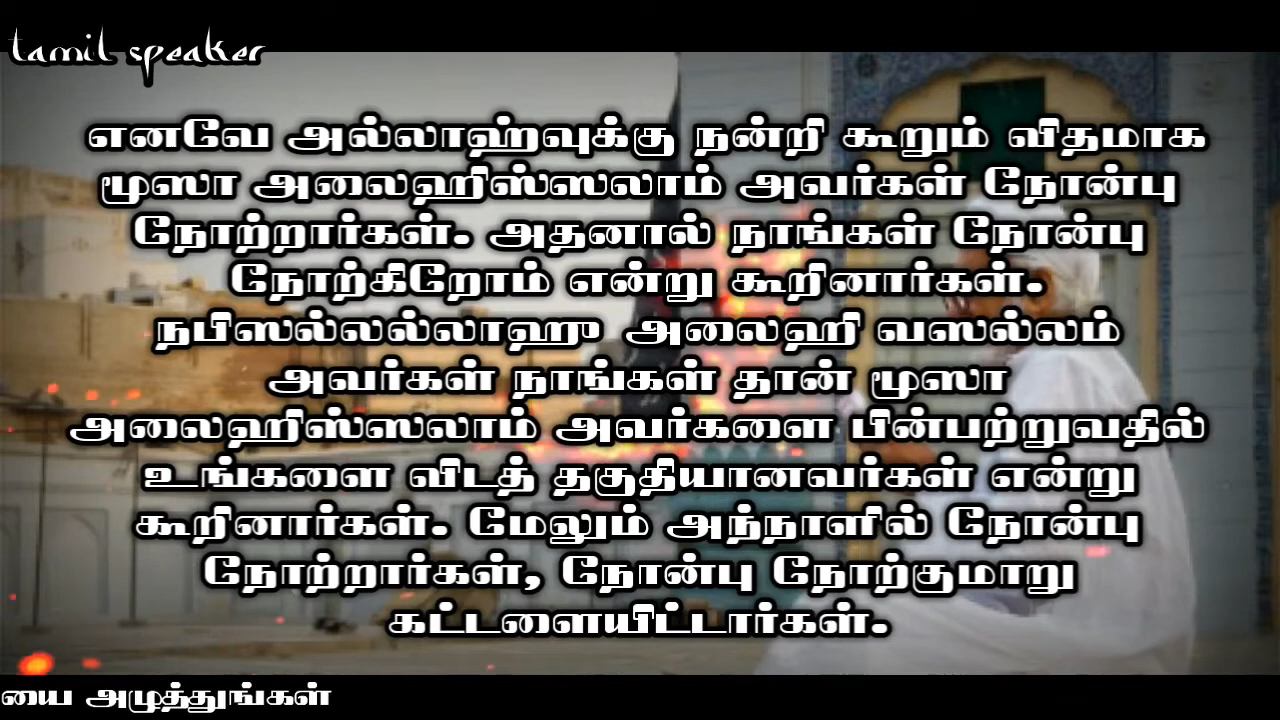 tamil speaker
எனவே அல்லாஹ்வுக்கு நன்றி கூறும் விதமாக
மூஸா அலைஹிஸ்ஸலாம் அவர்கள் நோன்பு
நோற்றார்கள். அதனால் நாங்கள் நோன்பு
நோற்கிறோம் என்று கூறினார்கள்.
நபிஸல்லல்லாஹு அலைஹி வஸல்லம்
அவர்கள் நாங்கள் தான் மூஸா
அலைஹிஸ்ஸலாம் அவர்களை பின்பற்றுவதில்
உங்களை விடத் தகுதியானவர்கள் என்று
கூறினார்கள். மேலும் அந்நாளில் நோன்பு
நோற்றார்கள், நோன்பு நோற்குமாறு
கட்டளையிட்டார்கள்.
யை அழுத்துங்கள்